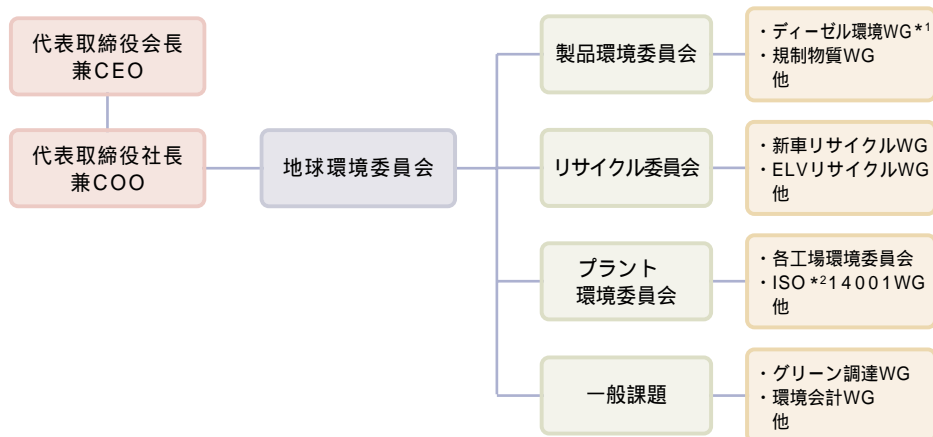 代表取締役会長
兼CEO
代表取締役社長
兼COO
地球環境委員会
製品環境委員会
・ディーゼル環境WG*1
・規制物質WG
他
リサイクル委員会
・新車リサイクルWG
・ELVリサイクルWG
他
プラント
環境委員会
・各工場環境委員会
・ISO*214001WG
他
一般課題
・グリーン調達WG
・環境会計WG
他